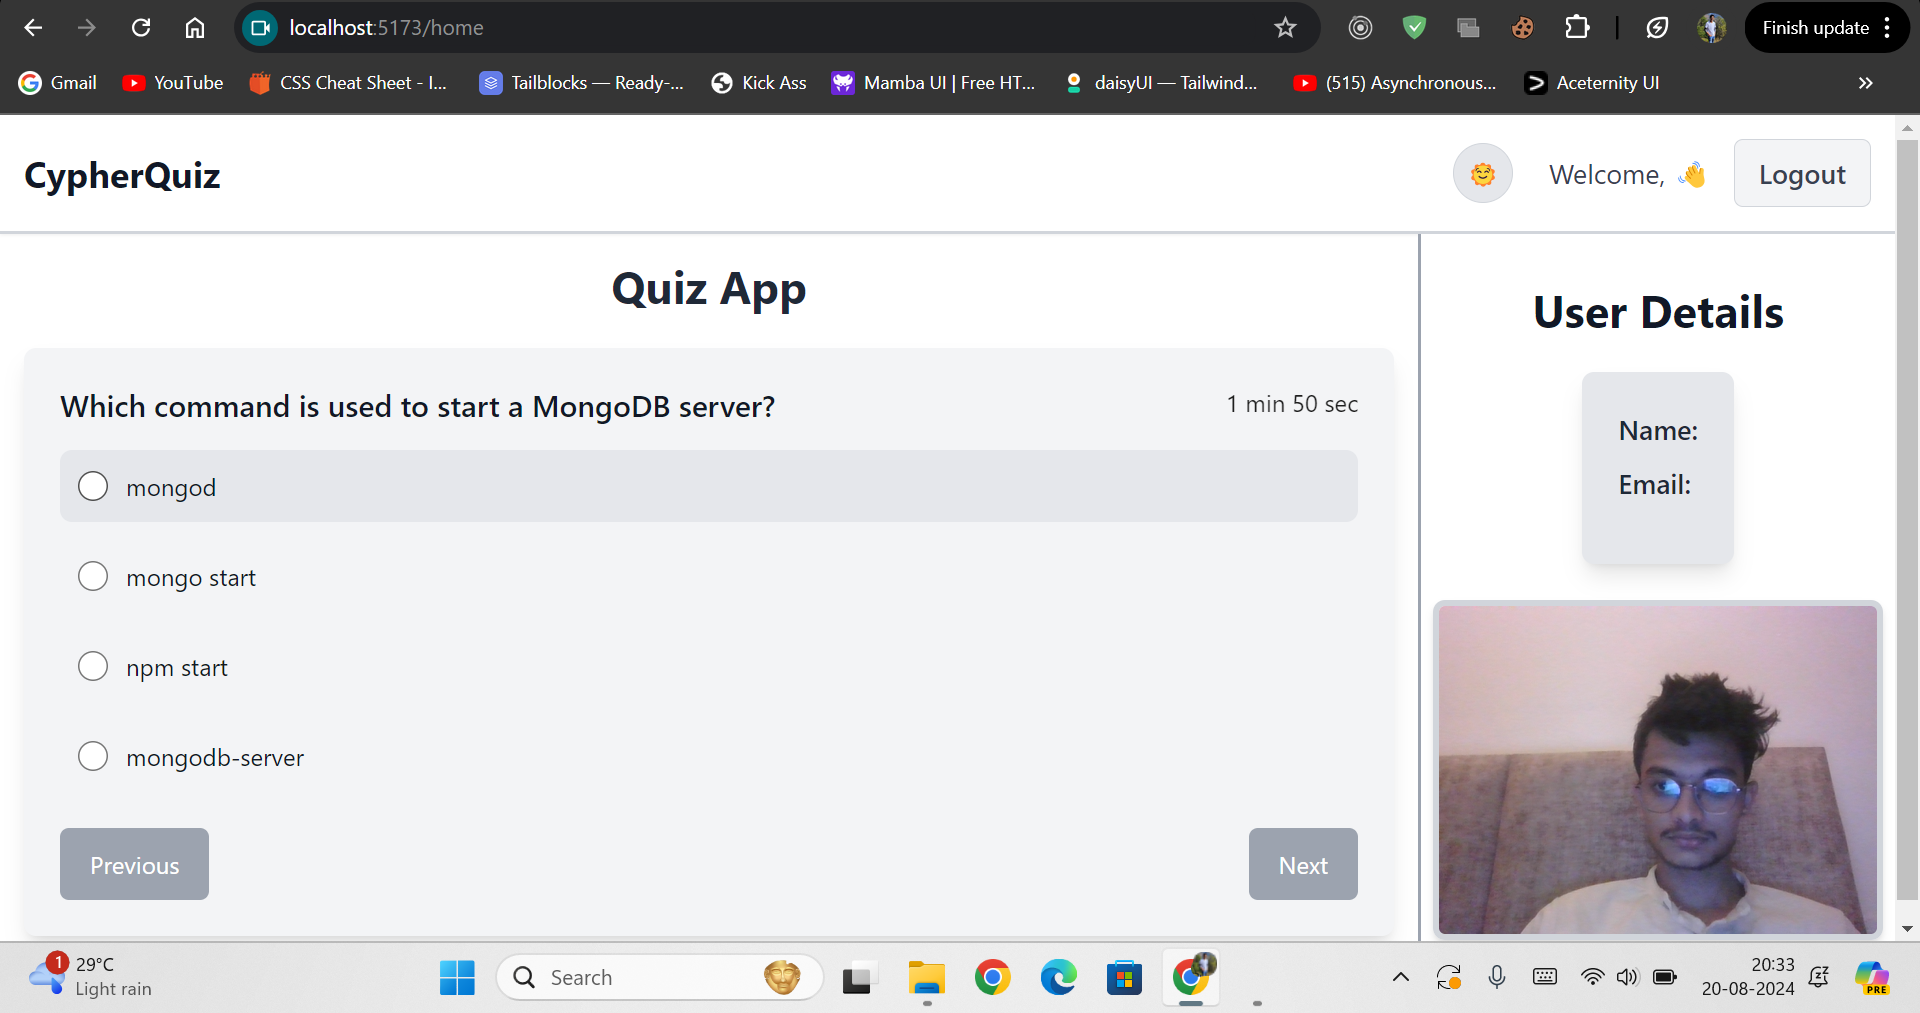 localhost:5173/home
Finish update
Gmail
YouTube
CSS Cheat Sheet - I...
Tailblocks — Ready-...
Kick Ass
Mamba UI | Free HT...
daisyUI — Tailwind...
(515) Asynchronous...
Aceternity UI
CypherQuiz
Welcome, 👋
Logout
Quiz App
User Details
Which command is used to start a MongoDB server?
1 min 50 sec
mongod
mongo start
npm start
mongodb-server
Previous
Next
Name:
Email:
1
29°C
Light rain
Search
20:33
20-08-2024
PRE